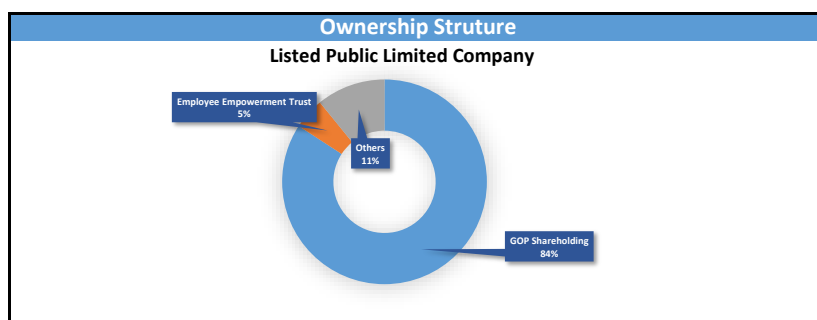 Ownership Struture
Listed Public Limited Company
Employee Empowerment Trust
5%
Others
11%
GOP Shareholding
84%